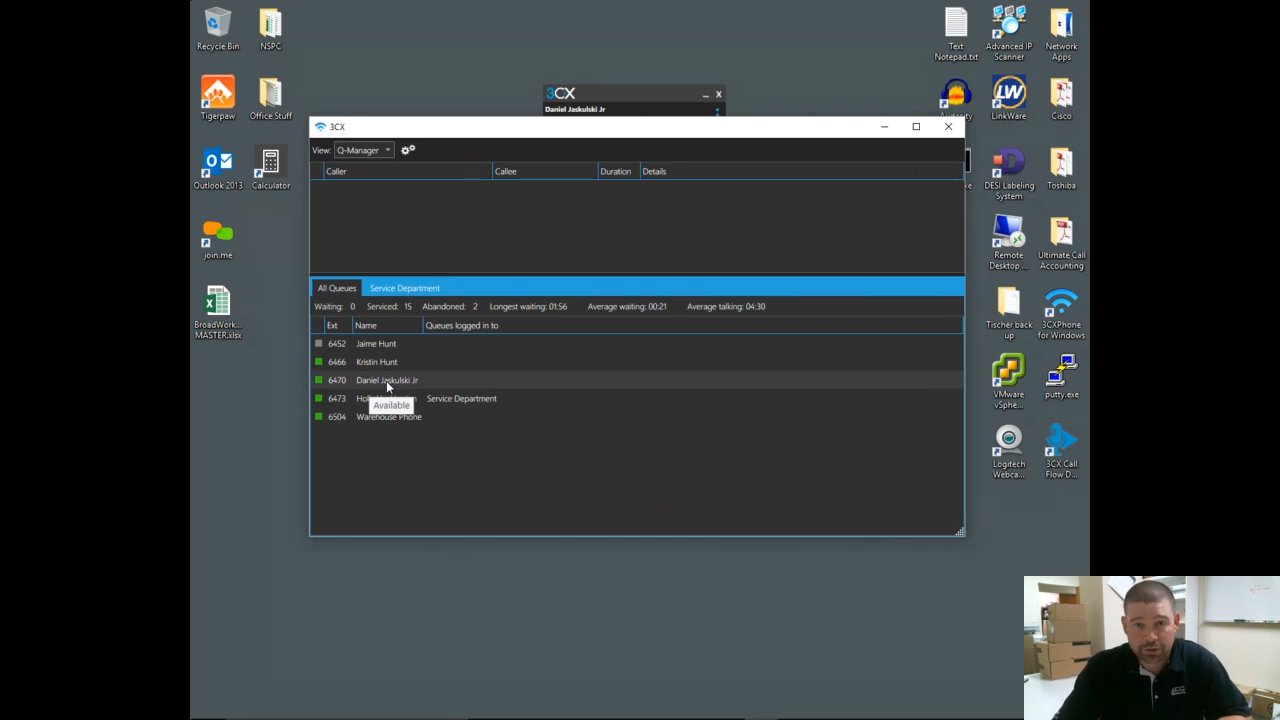 Recycle Bin
NSPC
Text Notepad.txt
Advanced IP Scanner
Network Apps
3CX
Daniel Jaskulski Jr
Tigerpaw
Office Stuff
LinkWare
Cisco
3CX
View: Q-Manager
Caller Callee Duration Details
Outlook 2013
Calculator
DESI Labeling System
Toshiba
join.me
Remote Desktop ...
Ultimate Call Accounting
All Queues Service Department
Waiting: 0 Serviced: 15 Abandoned: 2 Longest waiting: 01:56 Average waiting: 00:21 Average talking: 04:30
Ext Name Queues logged in to
6452 Jaime Hunt
6466 Kristin Hunt
6470 Daniel Jaskulski Jr
6473 Service Department
Available
6504 Warehouse Phone
BroadWork... MASTER.xlsx
Tischer back up
3CXPhone for Windows
VMware vSphe...
putty.exe
Logitech Webca...
3CX Call Flow D...